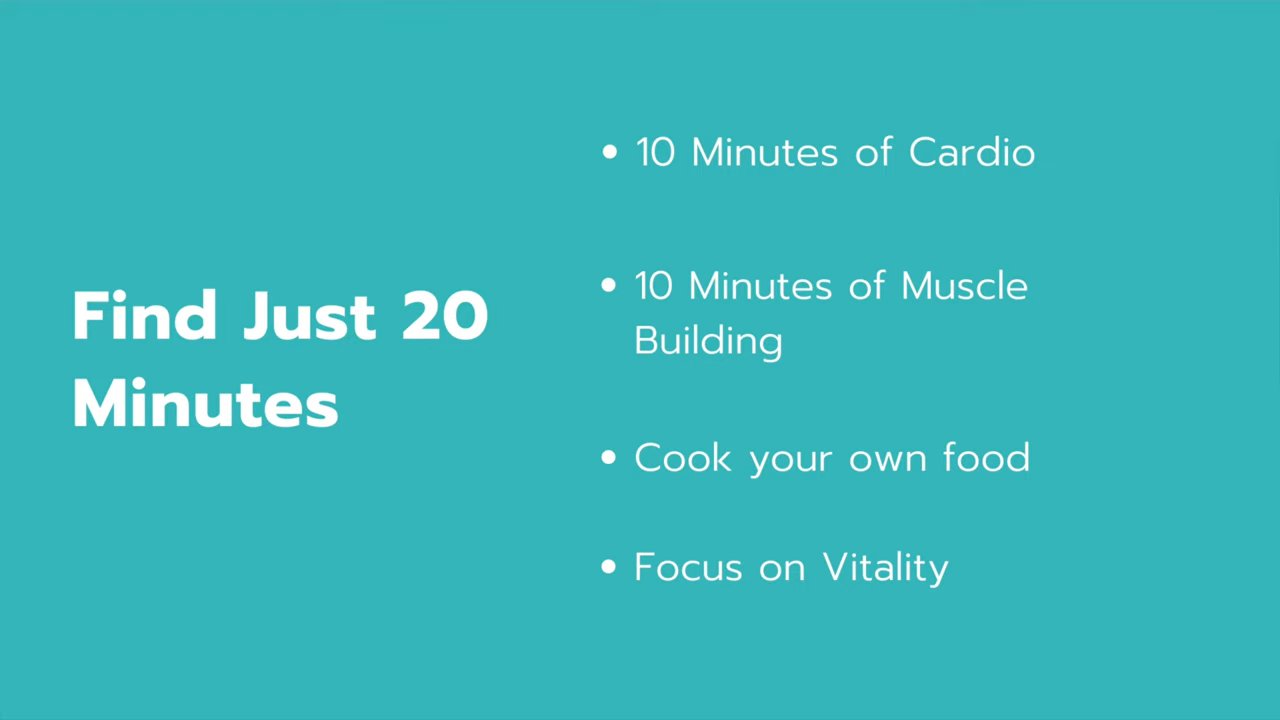 Find Just 20
Minutes
• 10 Minutes of Cardio
• 10 Minutes of Muscle
Building
• Cook your own food
• Focus on Vitality